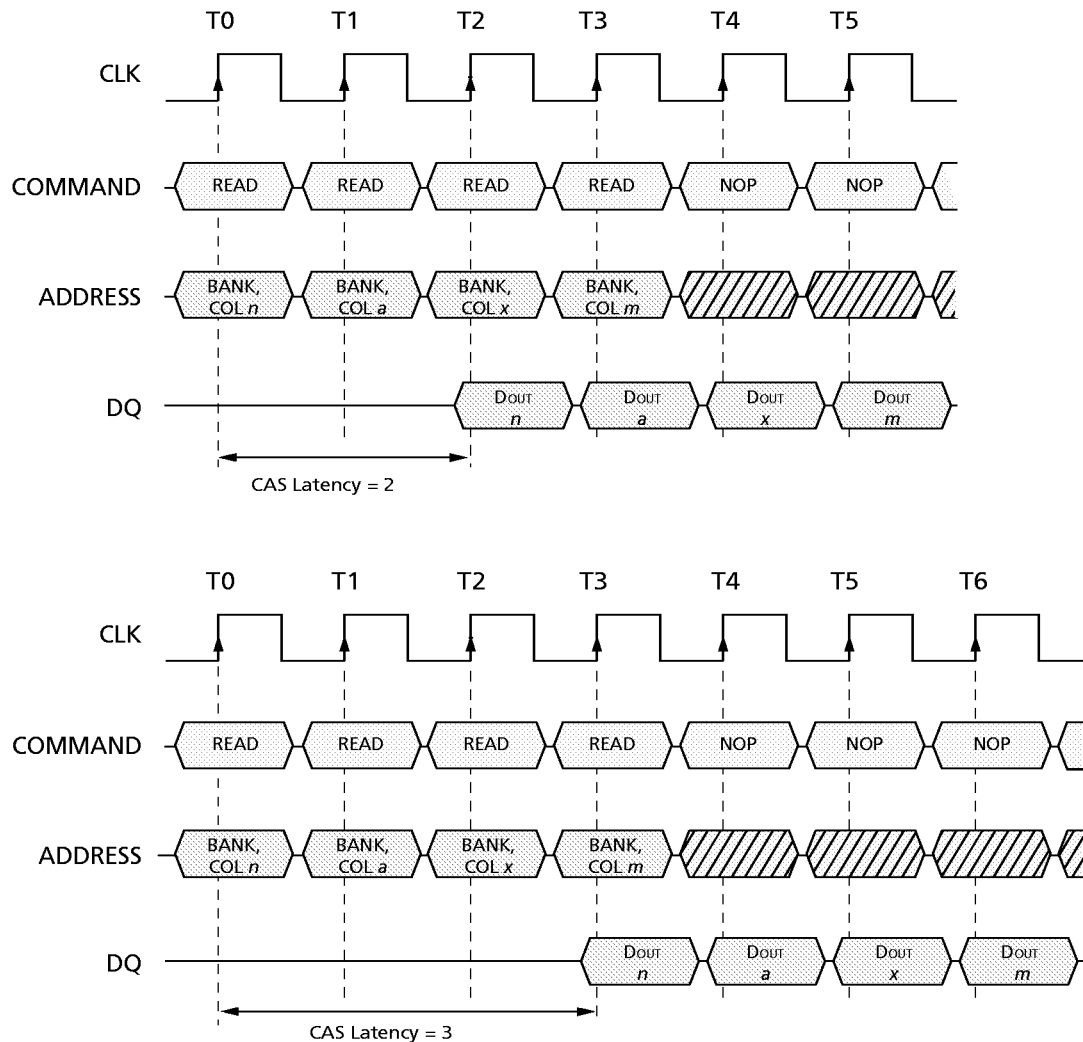 T0 T1 T2 T3 T4 T5
CLK
COMMAND READ READ READ READ NOP NOP
ADDRESS BANK, COL n BANK, COL a BANK, COL x BANK, COL m
DQ DOUT n DOUT a DOUT x DOUT m
CAS Latency = 2
T0 T1 T2 T3 T4 T5 T6
CLK
COMMAND READ READ READ READ NOP NOP NOP
ADDRESS BANK, COL n BANK, COL a BANK, COL x BANK, COL m
DQ DOUT n DOUT a DOUT x DOUT m
CAS Latency = 3